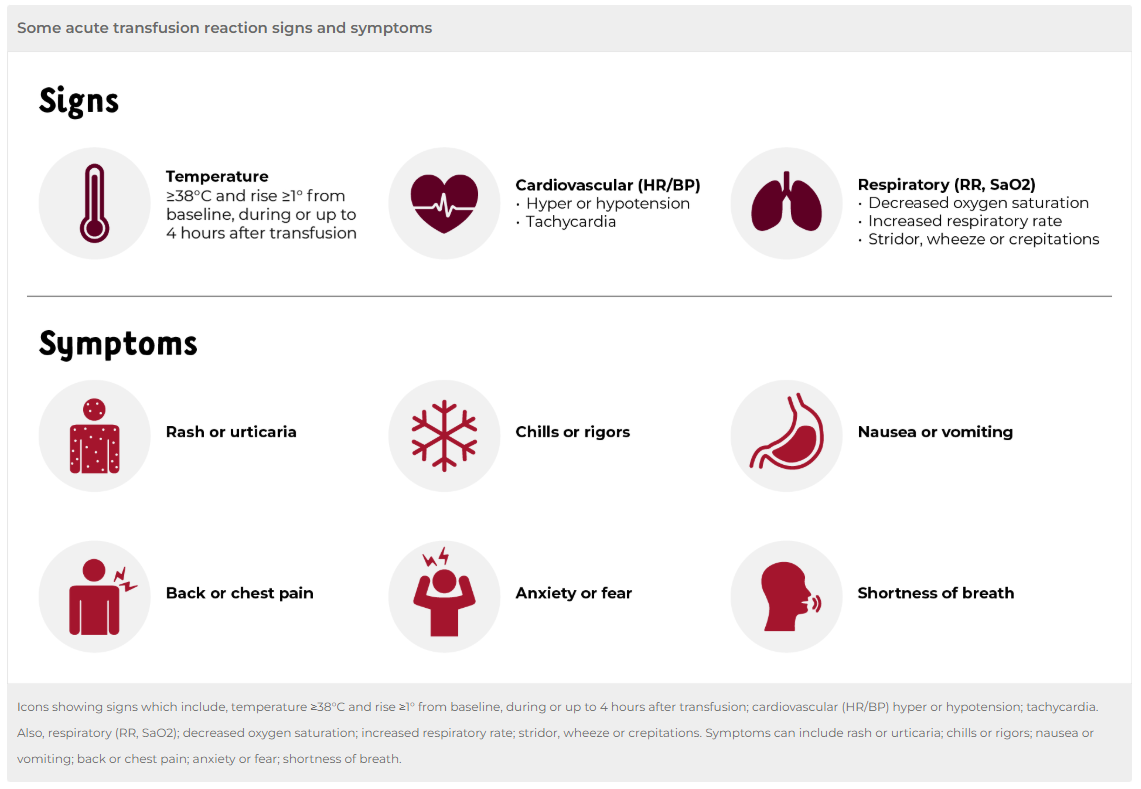 Some acute transfusion reaction signs and symptoms
Signs
Temperature
≥38°C and rise ≥1° from
baseline, during or up to
4 hours after transfusion
Cardiovascular (HR/BP)
• Hyper or hypotension
• Tachycardia
Respiratory (RR, SaO2)
• Decreased oxygen saturation
• Increased respiratory rate
• Stridor, wheeze or crepitations
Symptoms
Rash or urticaria
Chills or rigors
Nausea or vomiting
Back or chest pain
Anxiety or fear
Shortness of breath
Icons showing signs which include, temperature ≥38°C and rise ≥1° from baseline, during or up to 4 hours after transfusion; cardiovascular (HR/BP) hyper or hypotension; tachycardia.
Also, respiratory (RR, SaO2); decreased oxygen saturation; increased respiratory rate; stridor, wheeze or crepitations. Symptoms can include rash or urticaria; chills or rigors; nausea or
vomiting; back or chest pain; anxiety or fear; shortness of breath.